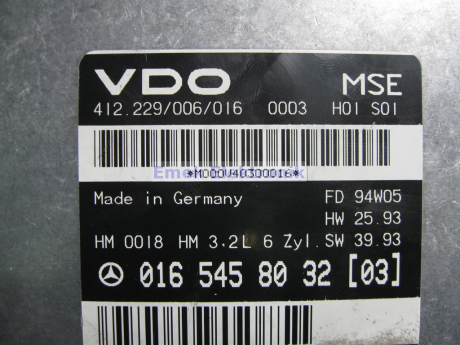 VDO MSE
412.229/006/016 0003 H01 S01
*M000V40300016*
Made in Germany FD 94W05
HW 25.93
HM 0018 HM 3.2L 6 Zyl. SW 39.93
016 545 80 32 [03]